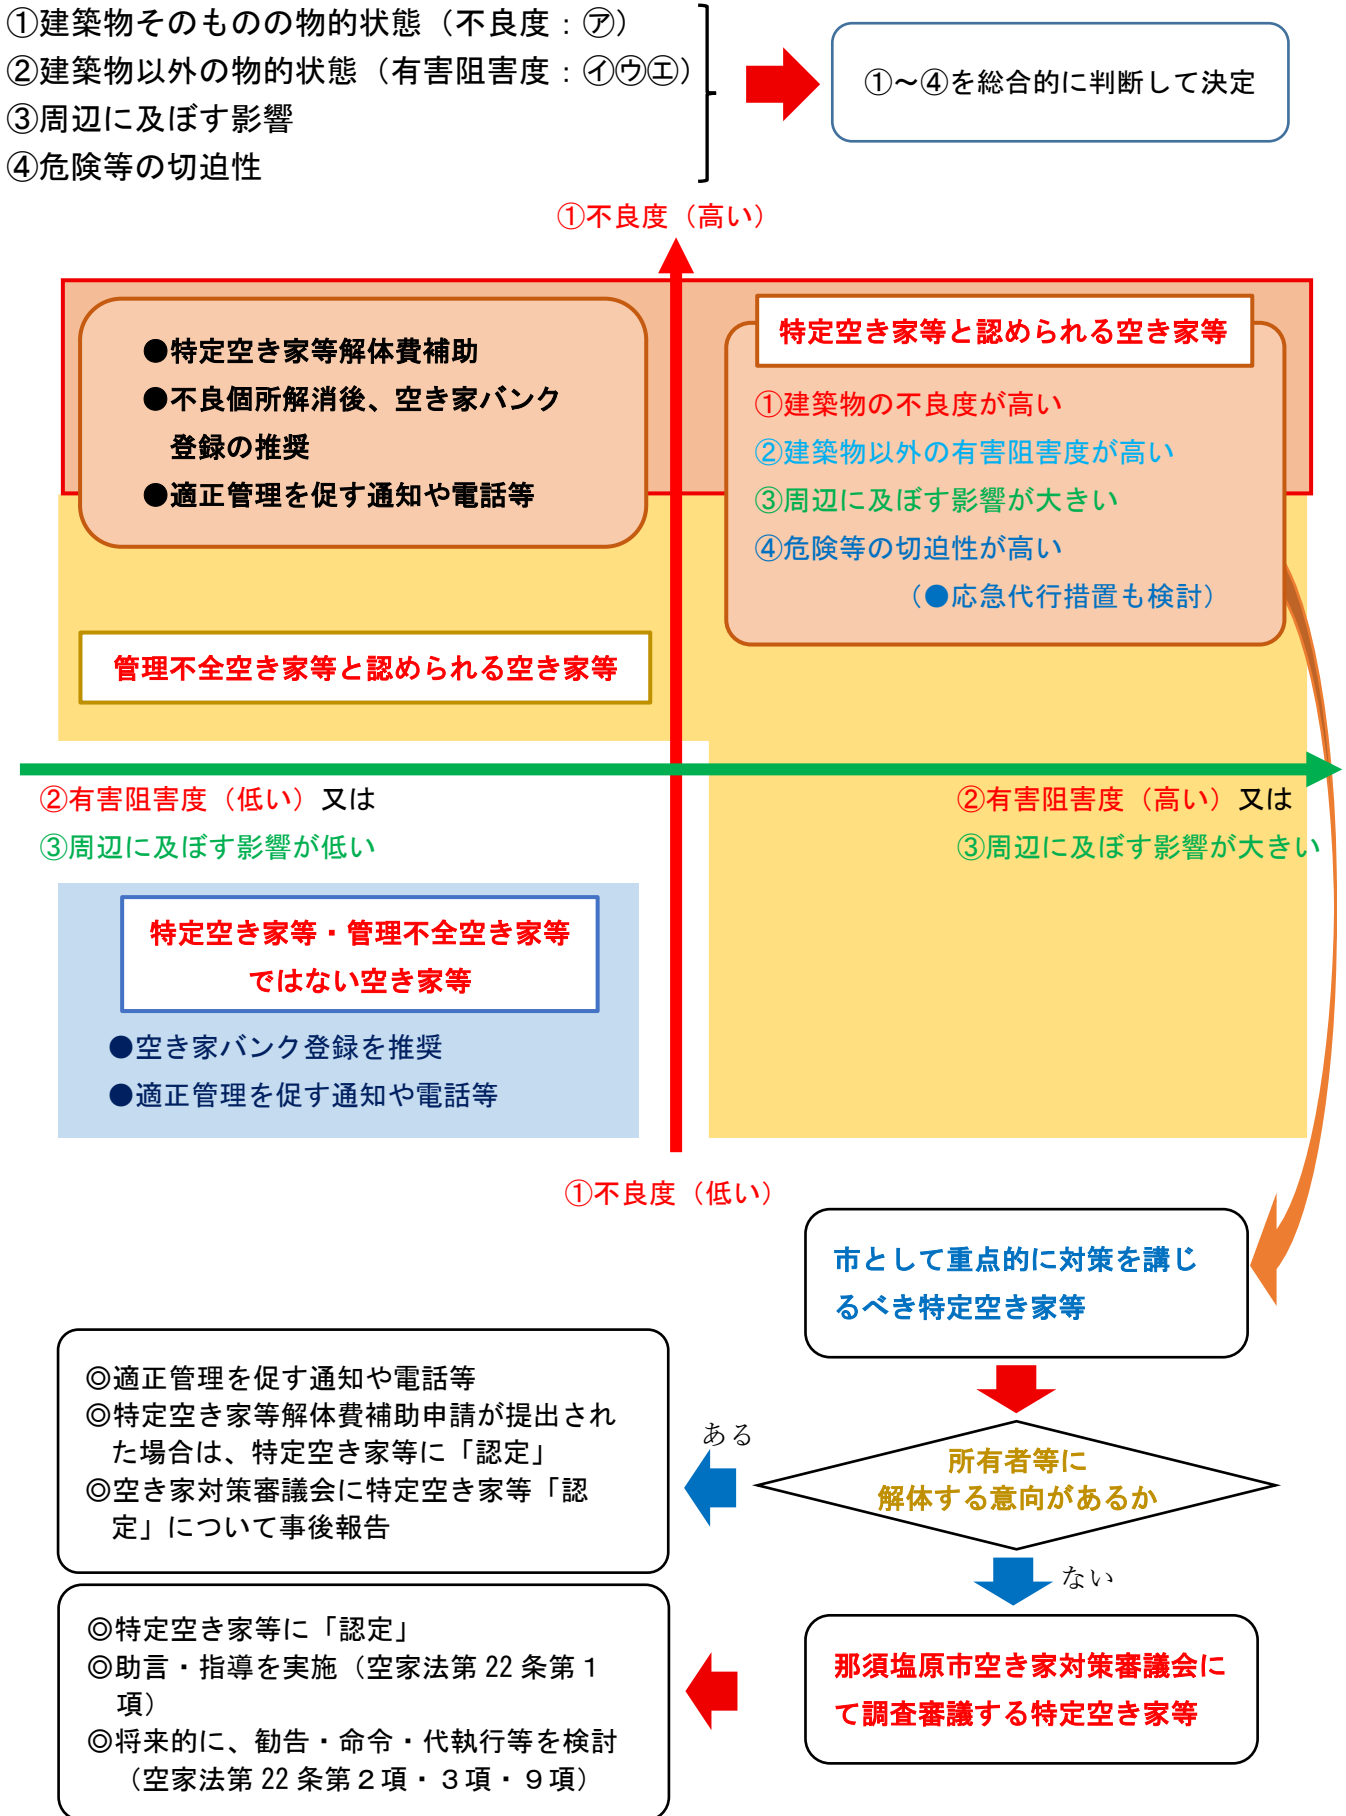 ①建築物そのものの物的状態（不良度：㋐）
②建築物以外の物的状態（有害阻害度：㋑㋒㋓）
③周辺に及ぼす影響
④危険等の切迫性
①～④を総合的に判断して決定
①不良度（高い）
●特定空き家等解体費補助
●不良個所解消後、空き家バンク
登録の推奨
●適正管理を促す通知や電話等
特定空き家等と認められる空き家等
①建築物の不良度が高い
②建築物以外の有害阻害度が高い
③周辺に及ぼす影響が大きい
④危険等の切迫性が高い
（●応急代行措置も検討）
管理不全空き家等と認められる空き家等
②有害阻害度（低い）又は
③周辺に及ぼす影響が低い
②有害阻害度（高い）又は
③周辺に及ぼす影響が大きい
特定空き家等・管理不全空き家等
ではない空き家等
●空き家バンク登録を推奨
●適正管理を促す通知や電話等
①不良度（低い）
市として重点的に対策を講じ
るべき特定空き家等
所有者等に
解体する意向があるか
ある
◎適正管理を促す通知や電話等
◎特定空き家等解体費補助申請が提出され
た場合は、特定空き家等に「認定」
◎空き家対策審議会に特定空き家等「認
定」について事後報告
ない
那須塩原市空き家対策審議会に
て調査審議する特定空き家等
◎特定空き家等に「認定」
◎助言・指導を実施（空家法第22条第１
項）
◎将来的に、勧告・命令・代執行等を検討
（空家法第22条第２項・３項・９項）